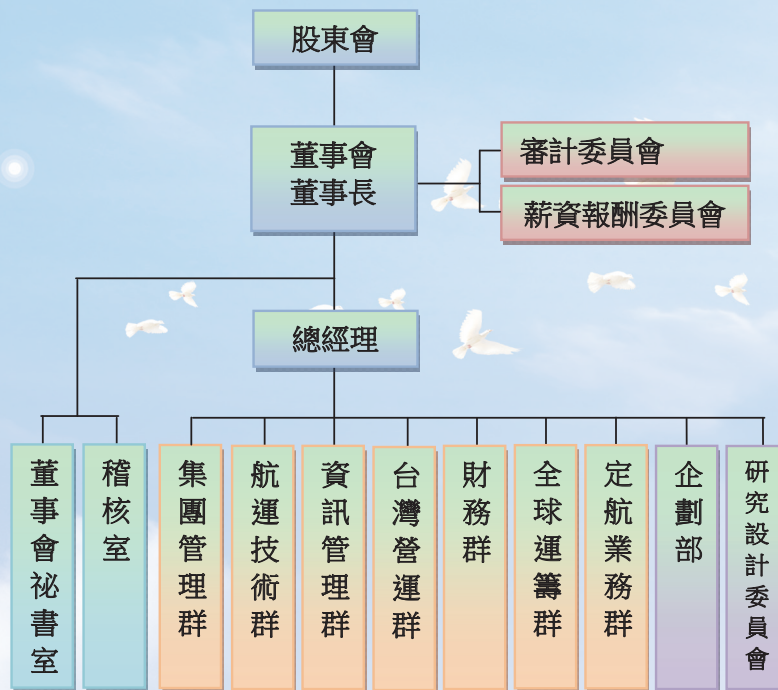 股東會
董事會
董事長
審計委員會
薪資報酬委員會
總經理
董事會祕書室
稽核室
集團管理群
航運技術群
資訊管理群
台灣營運群
財務群
全球運籌群
定航業務群
企劃部
研究設計委員會